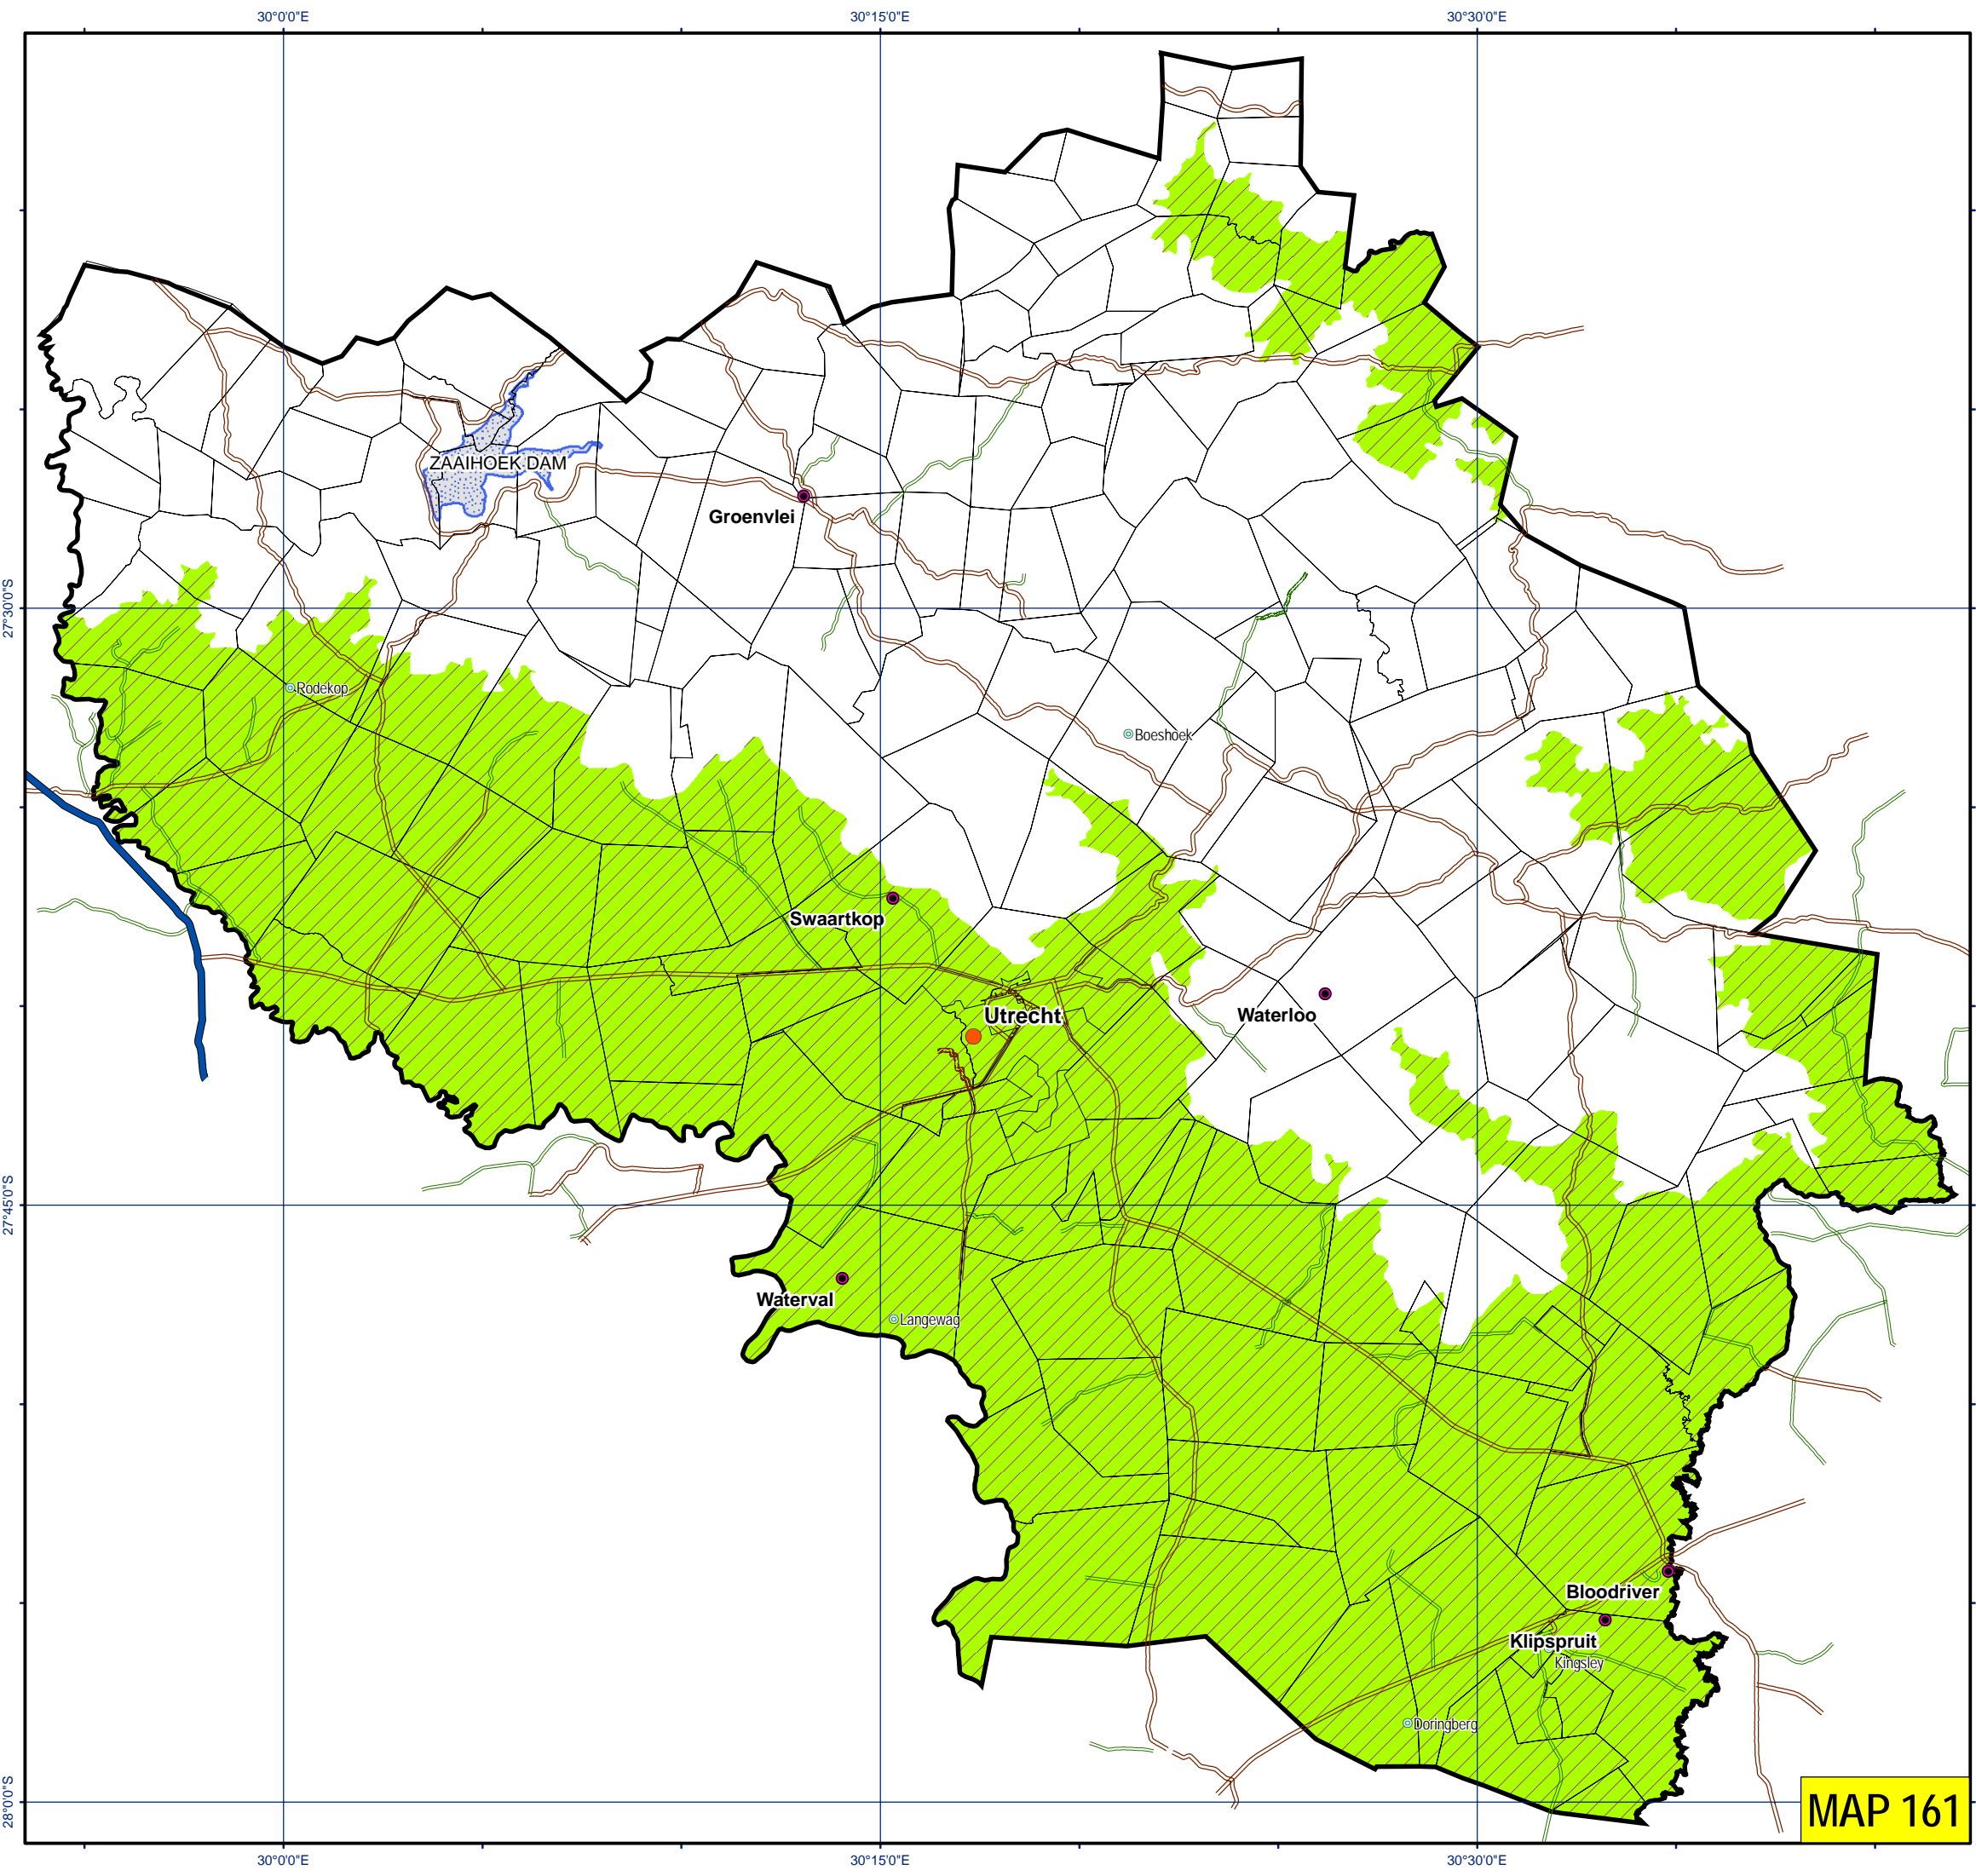 30°0'0"E
30°15'0"E
30°30'0"E
ZAAIHOEK DAM
Groenvlei
27°30'0"S
Rodekop
Boeshoek
Swaartkop
Utrecht
Waterloo
27°45'0"S
Waterval
Langewag
Bloodriver
Klipspruit
Kingsley
Doringberg
28°0'0"S
MAP 161
30°0'0"E
30°15'0"E
30°30'0"E